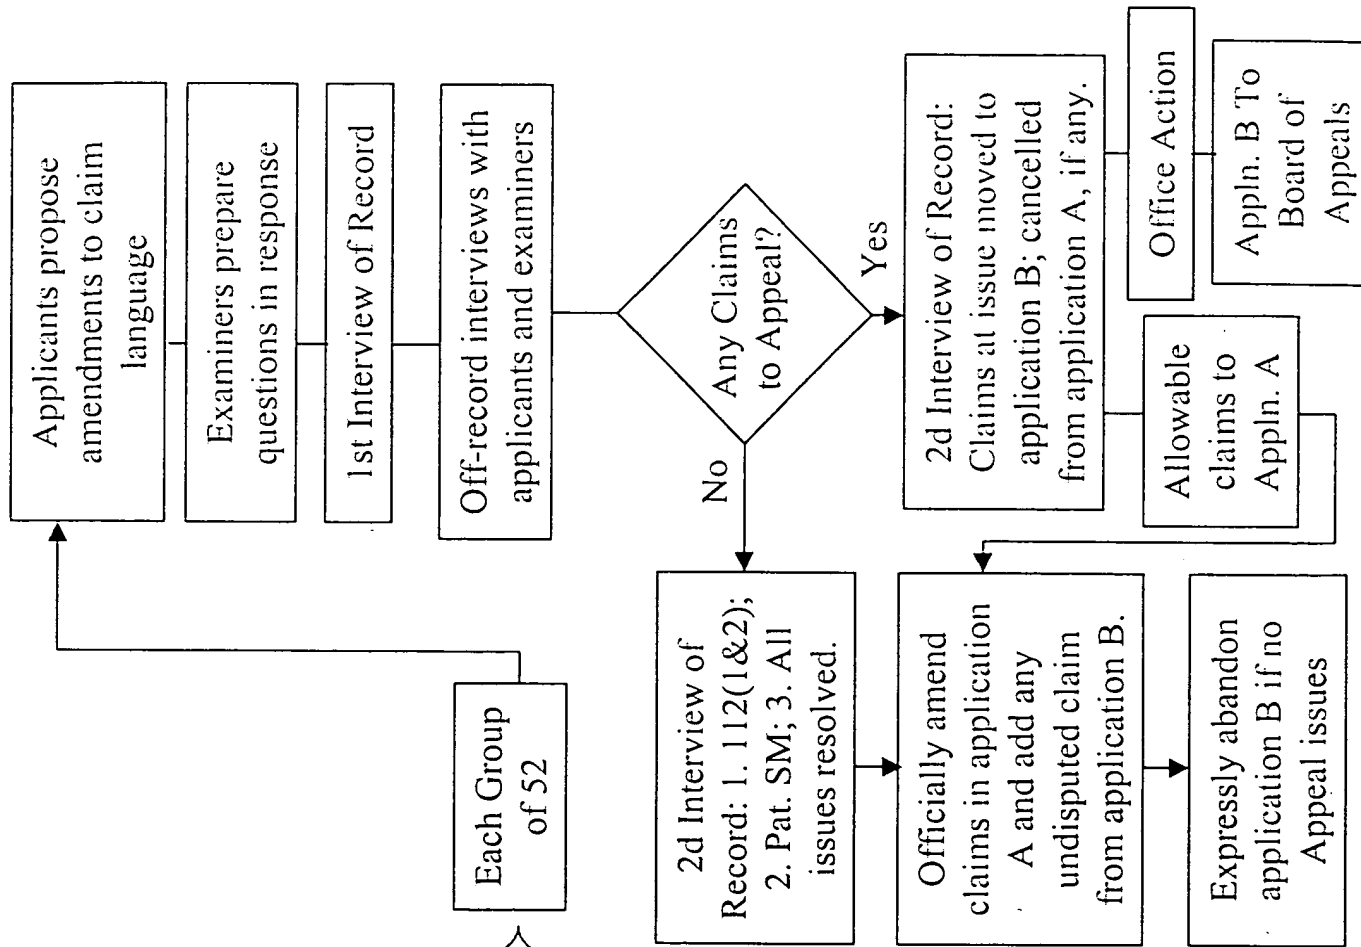 Each Group
of 52
Applicants propose
amendments to claim
language
Examiners prepare
questions in response
1st Interview of Record
Off-record interviews with
applicants and examiners
Any Claims
to Appeal?
No
Yes
2d Interview of
Record: 1. 112(1&2);
2. Pat. SM; 3. All
issues resolved.
Officially amend
claims in application
A and add any
undisputed claim
from application B.
Expressly abandon
application B if no
Appeal issues
2d Interview of Record:
Claims at issue moved to
application B; cancelled
from application A, if any.
Allowable
claims to
Appln. A
Office Action
Appln. B To
Board of
Appeals